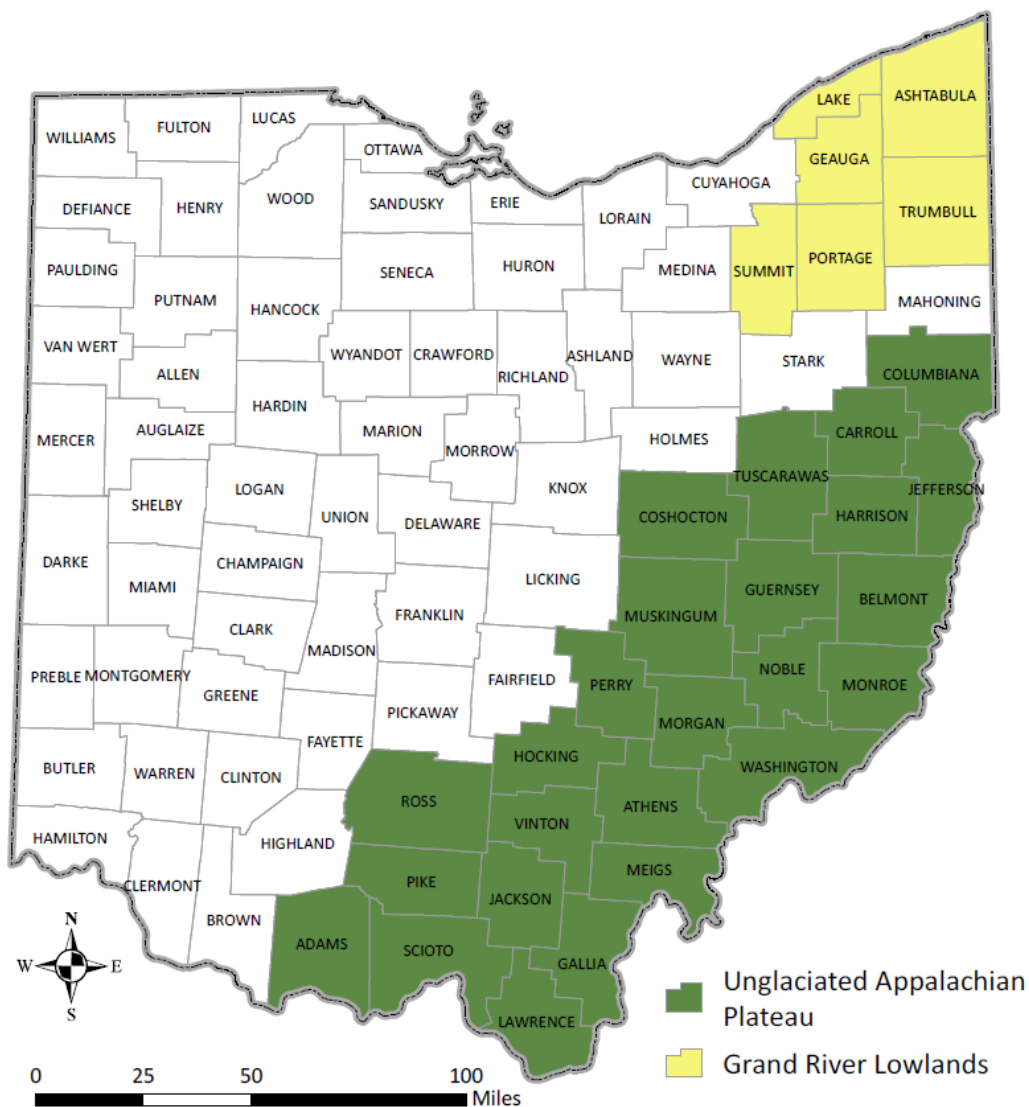 LAKE
ASHTABULA
WILLIAMS
FULTON
LUCAS
OTTAWA
GEAUGA
CUYAHOGA
DEFIANCE
HENRY
WOOD
SANDUSKY
ERIE
LORAIN
TRUMBULL
PAULDING
PUTNAM
HANCOCK
SENECA
HURON
MEDINA
SUMMIT
PORTAGE
MAHONING
VAN WERT
ALLEN
WYANDOT
CRAWFORD
RICHLAND
ASHLAND
WAYNE
STARK
COLUMBIANA
MERCER
AUGLAIZE
HARDIN
MARION
MORROW
HOLMES
CARROLL
TUSCARAWAS
SHELBY
LOGAN
UNION
DELAWARE
KNOX
COSHOCTON
HARRISON
JEFFERSON
DARKE
MIAMI
CHAMPAIGN
FRANKLIN
LICKING
MUSKINGUM
GUERNSEY
BELMONT
CLARK
MADISON
PREBLE
MONTGOMERY
GREENE
PICKAWAY
FAIRFIELD
PERRY
NOBLE
MONROE
MORGAN
BUTLER
WARREN
CLINTON
FAYETTE
HOCKING
WASHINGTON
ROSS
VINTON
ATHENS
HAMILTON
HIGHLAND
CLERMONT
PIKE
JACKSON
MEIGS
BROWN
ADAMS
SCIOTO
GALLIA
LAWRENCE
N
W E
S
Unglaciated Appalachian
Plateau
Grand River Lowlands
0 25 50 100
Miles